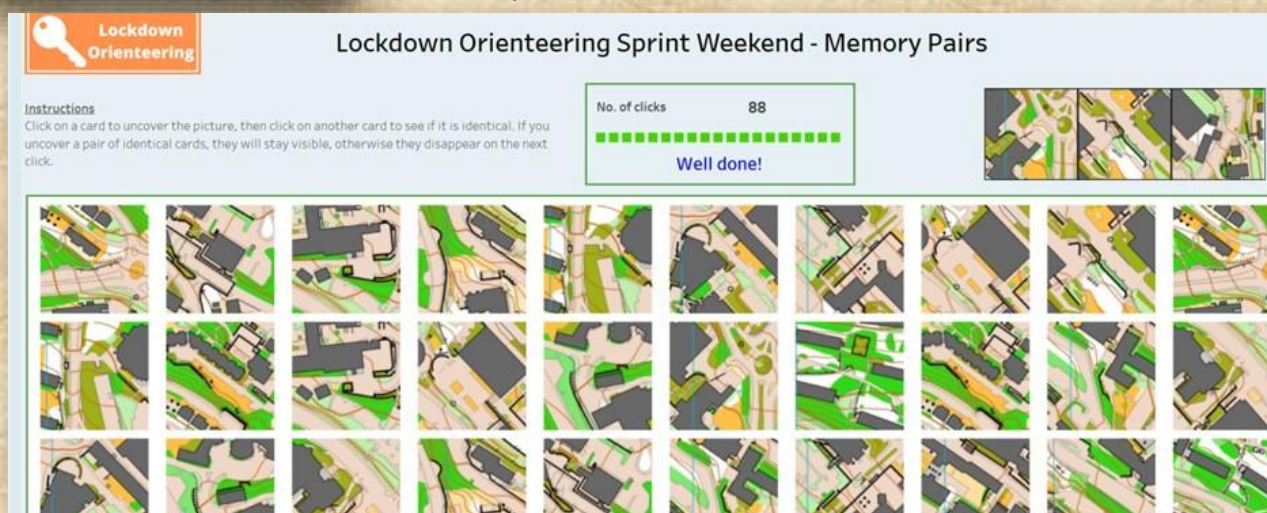 Lockdown
Orienteering
Lockdown Orienteering Sprint Weekend - Memory Pairs
Instructions
Click on a card to uncover the picture, then click on another card to see if it is identical. If you
uncover a pair of identical cards, they will stay visible, otherwise they disappear on the next
click.
No. of clicks 88
Well done!